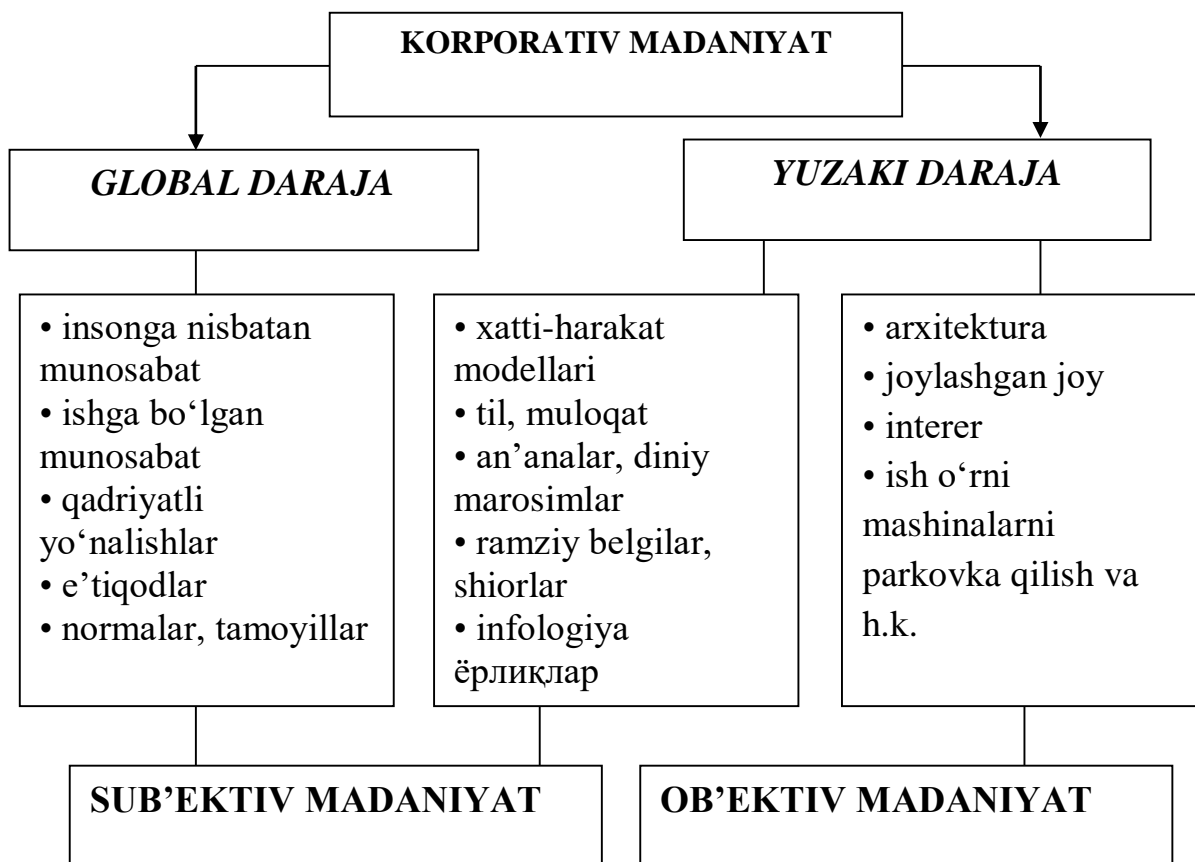 KORPORATIV MADANIYAT
GLOBAL DARAJA
YUZAKI DARAJA
• insonga nisbatan
munosabat
• ishga bo‘lgan
munosabat
• qadriyatli
yo‘nalishlar
• e’tiqodlar
• normalar, tamoyillar
• xatti-harakat
modellari
• til, muloqat
• an’analar, diniy
marosimlar
• ramziy belgilar,
shiorlar
• infologiya
ёрлиқлар
• arxitektura
• joylashgan joy
• interer
• ish o‘rni
mashinalarni
parkovka qilish va
h.k.
SUB’EKTIV MADANIYAT
OB’EKTIV MADANIYAT